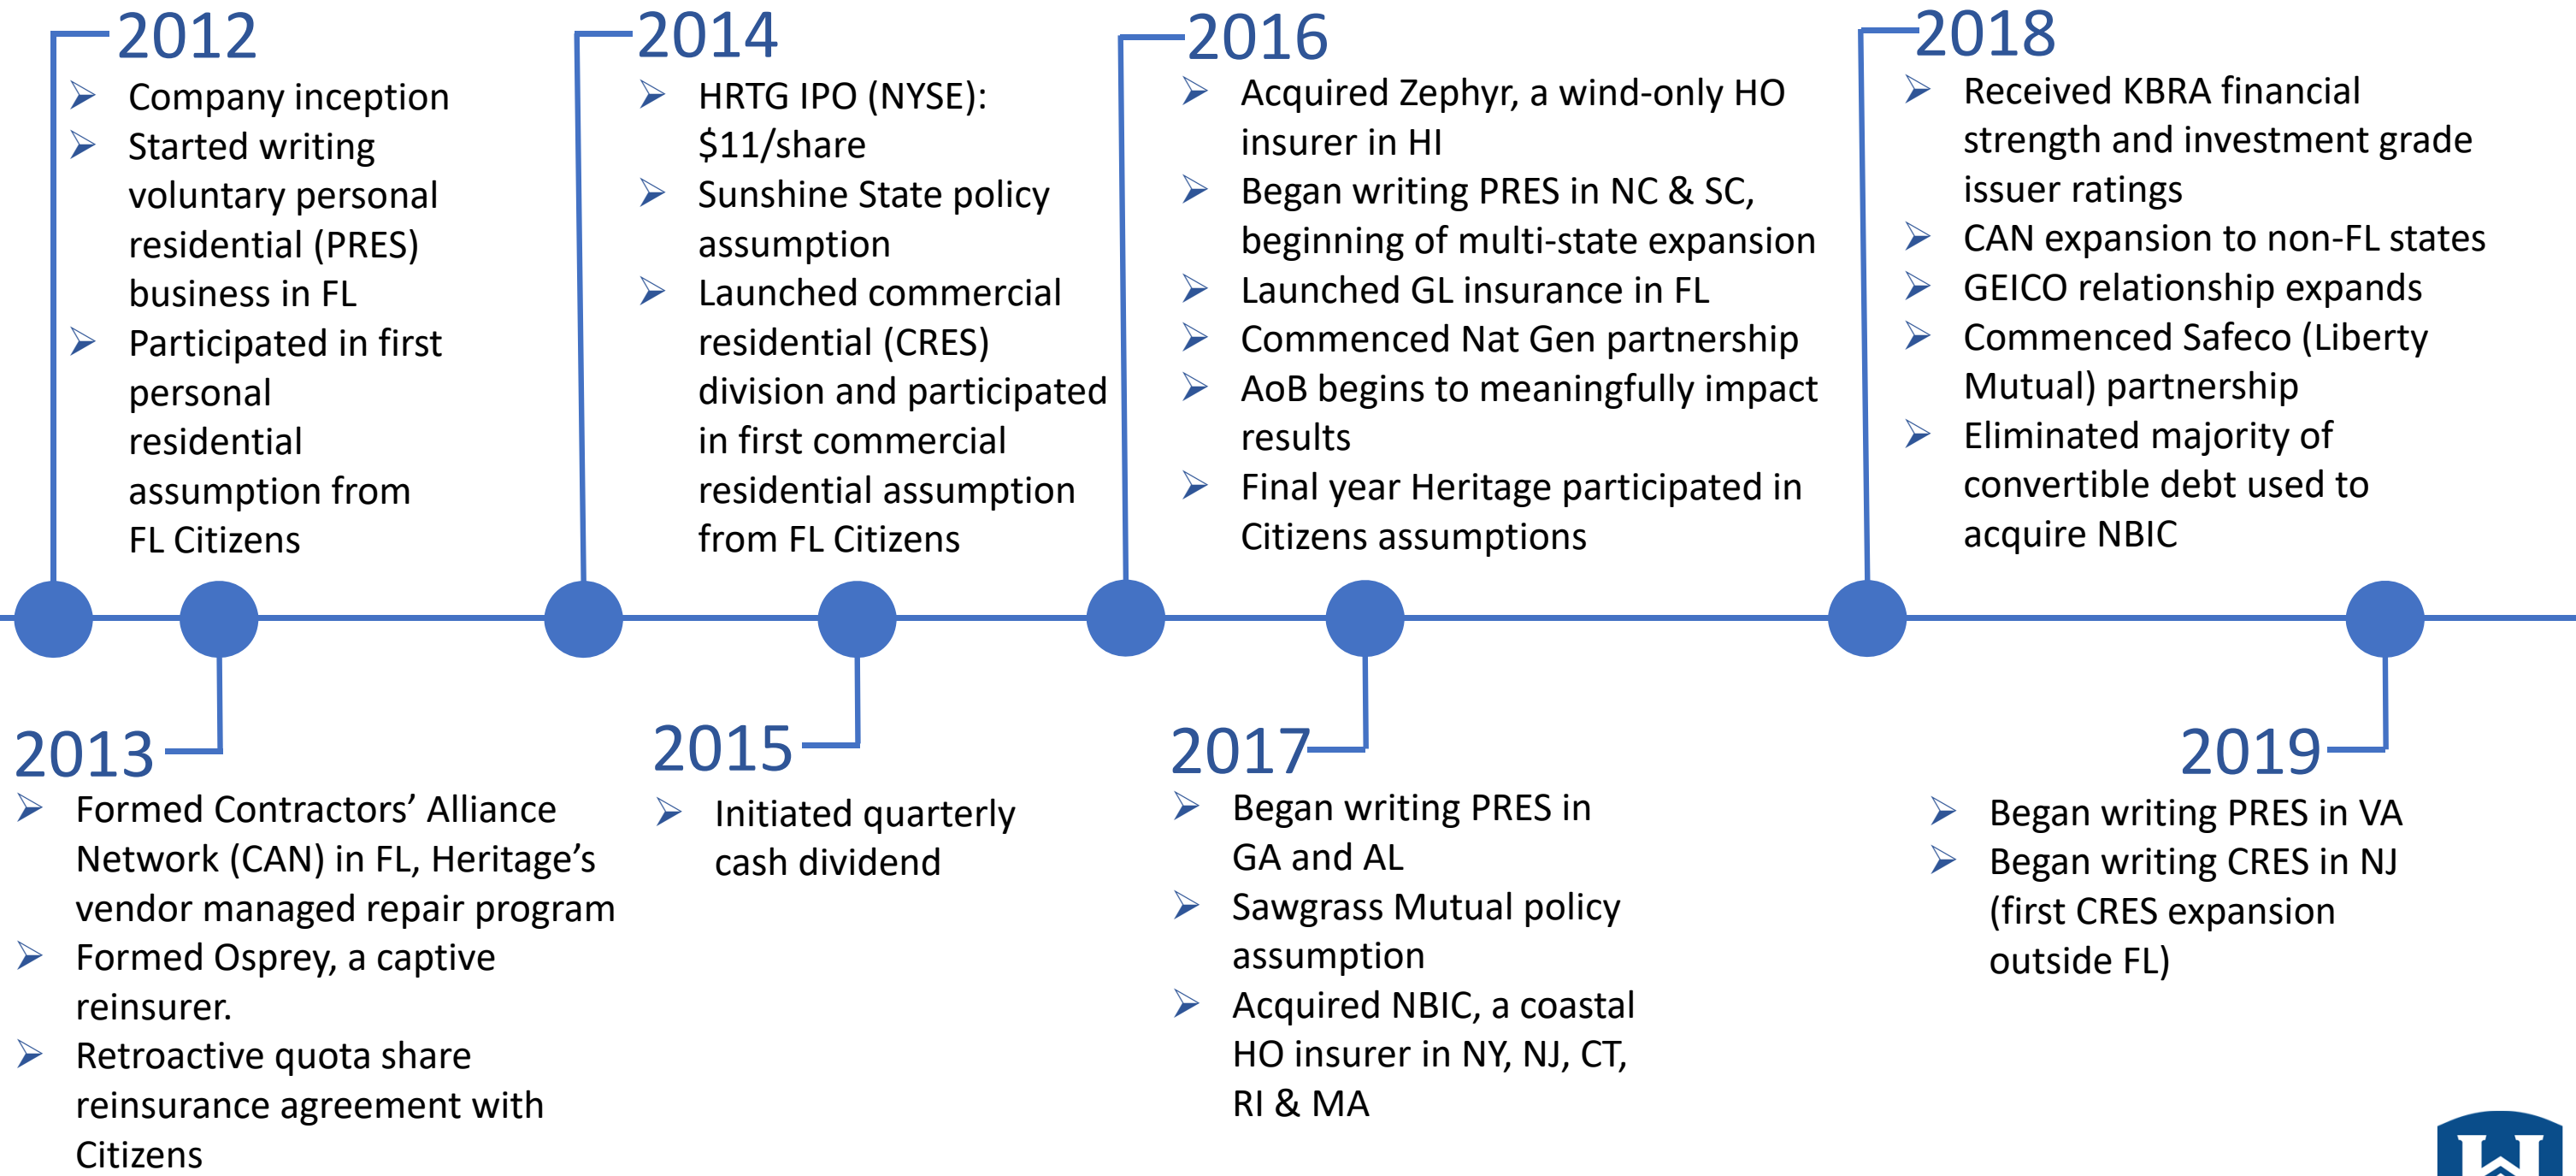 2012
➢ Company inception
➢ Started writing
voluntary personal
residential (PRES)
business in FL
➢ Participated in first
personal
residential
assumption from
FL Citizens
2014
➢ HRTG IPO (NYSE):
$11/share
➢ Sunshine State policy
assumption
➢ Launched commercial
residential (CRES)
division and participated
in first commercial
residential assumption
from FL Citizens
2016
➢ Acquired Zephyr, a wind-only HO
insurer in HI
➢ Began writing PRES in NC & SC,
beginning of multi-state expansion
➢ Launched GL insurance in FL
➢ Commenced Nat Gen partnership
➢ AoB begins to meaningfully impact
results
➢ Final year Heritage participated in
Citizens assumptions
2018
➢ Received KBRA financial
strength and investment grade
issuer ratings
➢ CAN expansion to non-FL states
➢ GEICO relationship expands
➢ Commenced Safeco (Liberty
Mutual) partnership
➢ Eliminated majority of
convertible debt used to
acquire NBIC
2013
➢ Formed Contractors’ Alliance
Network (CAN) in FL, Heritage’s
vendor managed repair program
➢ Formed Osprey, a captive
reinsurer.
➢ Retroactive quota share
reinsurance agreement with
Citizens
2015
➢ Initiated quarterly
cash dividend
2017
➢ Began writing PRES in
GA and AL
➢ Sawgrass Mutual policy
assumption
➢ Acquired NBIC, a coastal
HO insurer in NY, NJ, CT,
RI & MA
2019
➢ Began writing PRES in VA
➢ Began writing CRES in NJ
(first CRES expansion
outside FL)